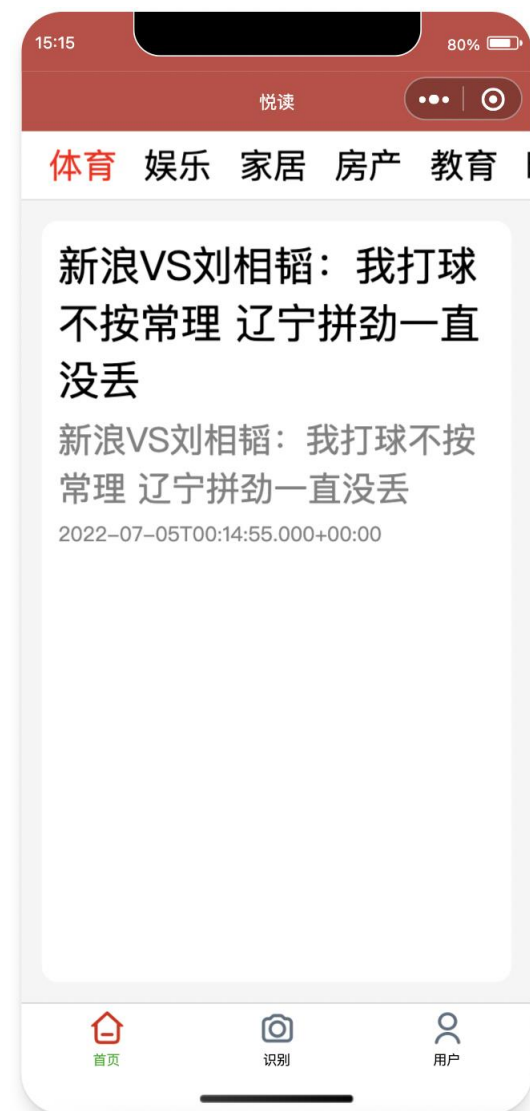 15:15
80%
悦读
体育 娱乐 家居 房产 教育
新浪VS刘相韬：我打球
不按常理 辽宁拼劲一直
没丢
新浪VS刘相韬：我打球不按
常理 辽宁拼劲一直没丢
2022-07-05T00:14:55.000+00:00
首页 识别 用户